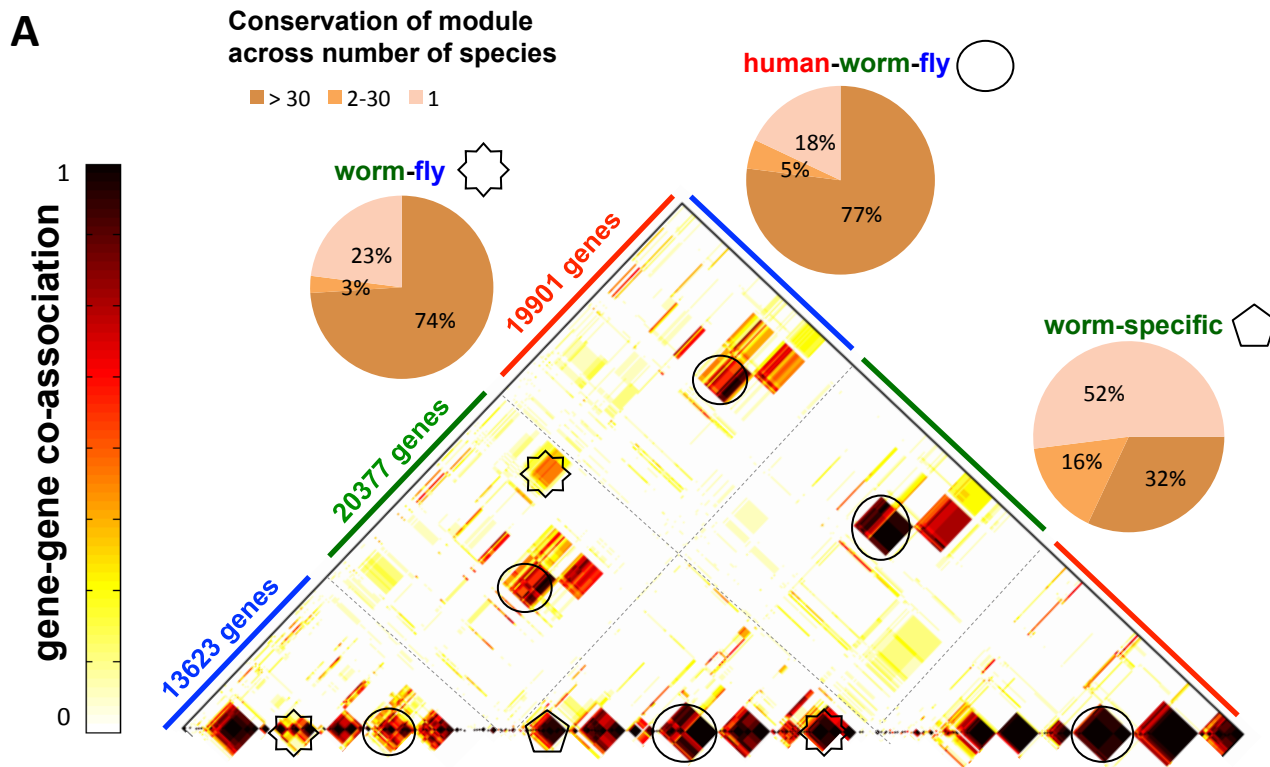 A
Conservation of module
across number of species
> 30
2-30
1
human-worm-fly
18%
5%
77%
worm-fly
23%
3%
74%
worm-specific
52%
16%
32%
1
gene-gene co-association
0
19901 genes
20377 genes
13623 genes